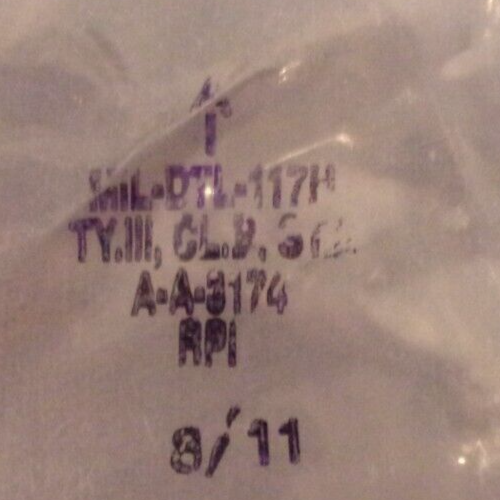 MIL-DTL-117H
TY.III, CL.B,
A-A-3174
RPI
8/11